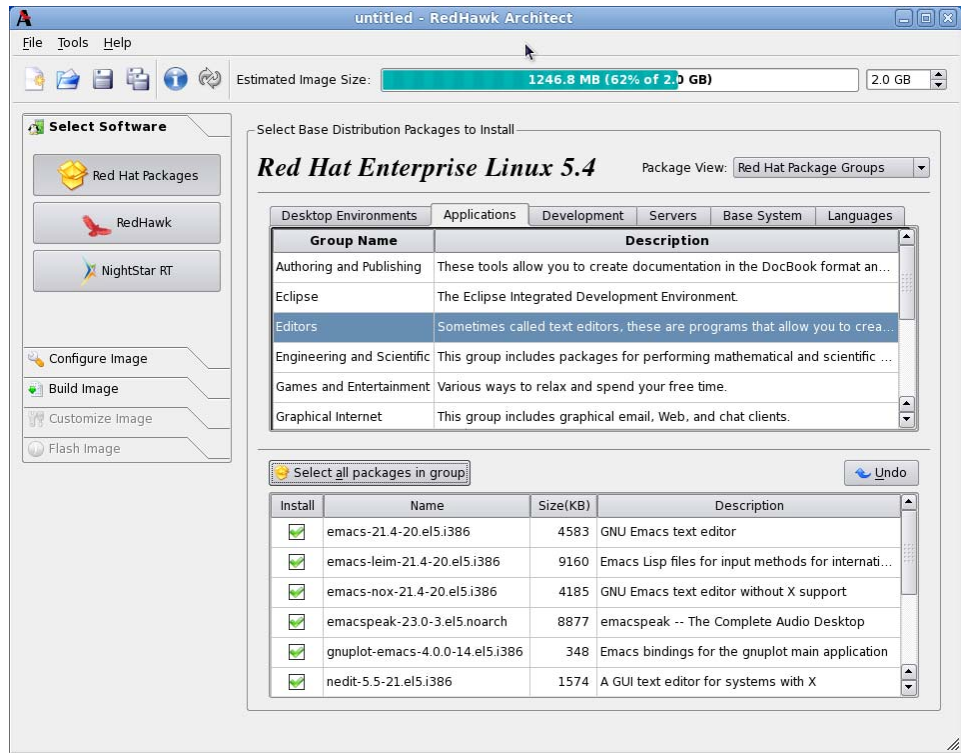 untitled - RedHawk Architect
File Tools Help
Estimated Image Size: 1246.8 MB (62% of 2.0 GB) 2.0 GB
Select Software
Red Hat Packages
RedHawk
NightStar RT
Configure Image
Build Image
Customize Image
Flash Image
Select Base Distribution Packages to Install
Red Hat Enterprise Linux 5.4 Package View: Red Hat Package Groups
Desktop Environments Applications Development Servers Base System Languages
Group Name Description
Authoring and Publishing These tools allow you to create documentation in the DocBook format an...
Eclipse The Eclipse Integrated Development Environment.
Editors Sometimes called text editors, these are programs that allow you to crea...
Engineering and Scientific This group includes packages for performing mathematical and scientific ...
Games and Entertainment Various ways to relax and spend your free time.
Graphical Internet This group includes graphical email, Web, and chat clients.
Select all packages in group Undo
Install Name Size(KB) Description
emacs-21.4-20.el5.i386 4583 GNU Emacs text editor
emacs-leim-21.4-20.el5.i386 9160 Emacs Lisp files for input methods for internati...
emacs-nox-21.4-20.el5.i386 4185 GNU Emacs text editor without X support
emacspeak-23.0-3.el5.noarch 8877 emacspeak -- The Complete Audio Desktop
gnuplot-emacs-4.0.0-14.el5.i386 348 Emacs bindings for the gnuplot main application
nedit-5.5-21.el5.i386 1574 A GUI text editor for systems with X